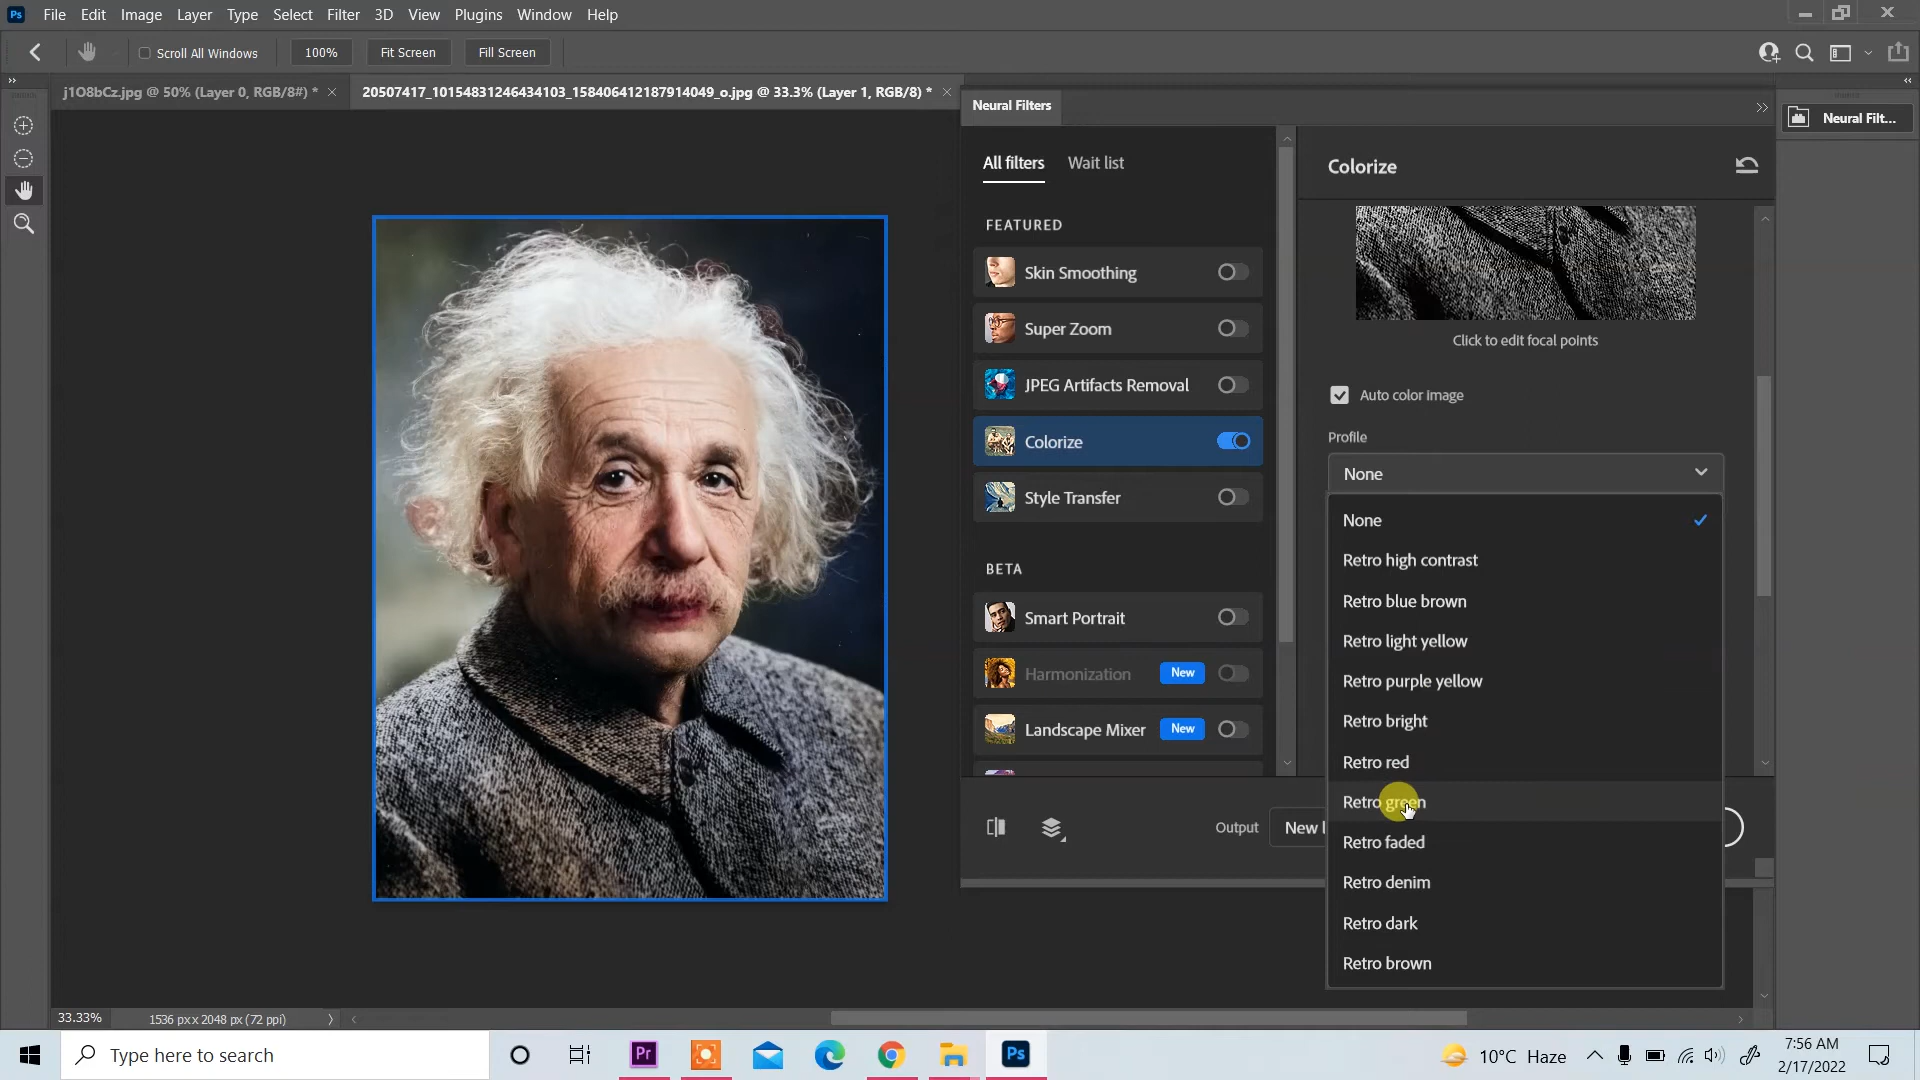 Ps File Edit Image Layer Type Select Filter 3D View Plugins Window Help
Scroll All Windows 100% Fit Screen Fill Screen
j1O8bCz.jpg @ 50% (Layer 0, RGB/8#) * ×
20507417_10154831246434103_158406412187914049_o.jpg @ 33.3% (Layer 1, RGB/8) * ×
Neural Filters
Neural Filt...
All filters Wait list
Colorize
FEATURED
Skin Smoothing
Super Zoom
JPEG Artifacts Removal
Colorize
Style Transfer
BETA
Smart Portrait
Harmonization New
Landscape Mixer New
Click to edit focal points
Auto color image
Profile
None
None
Retro high contrast
Retro blue brown
Retro light yellow
Retro purple yellow
Retro bright
Retro red
Retro green
Retro faded
Retro denim
Retro dark
Retro brown
Output New l
33.33% 1536 px x 2048 px (72 ppi)
Type here to search
Pr
Ps
10°C Haze
7:56 AM
2/17/2022